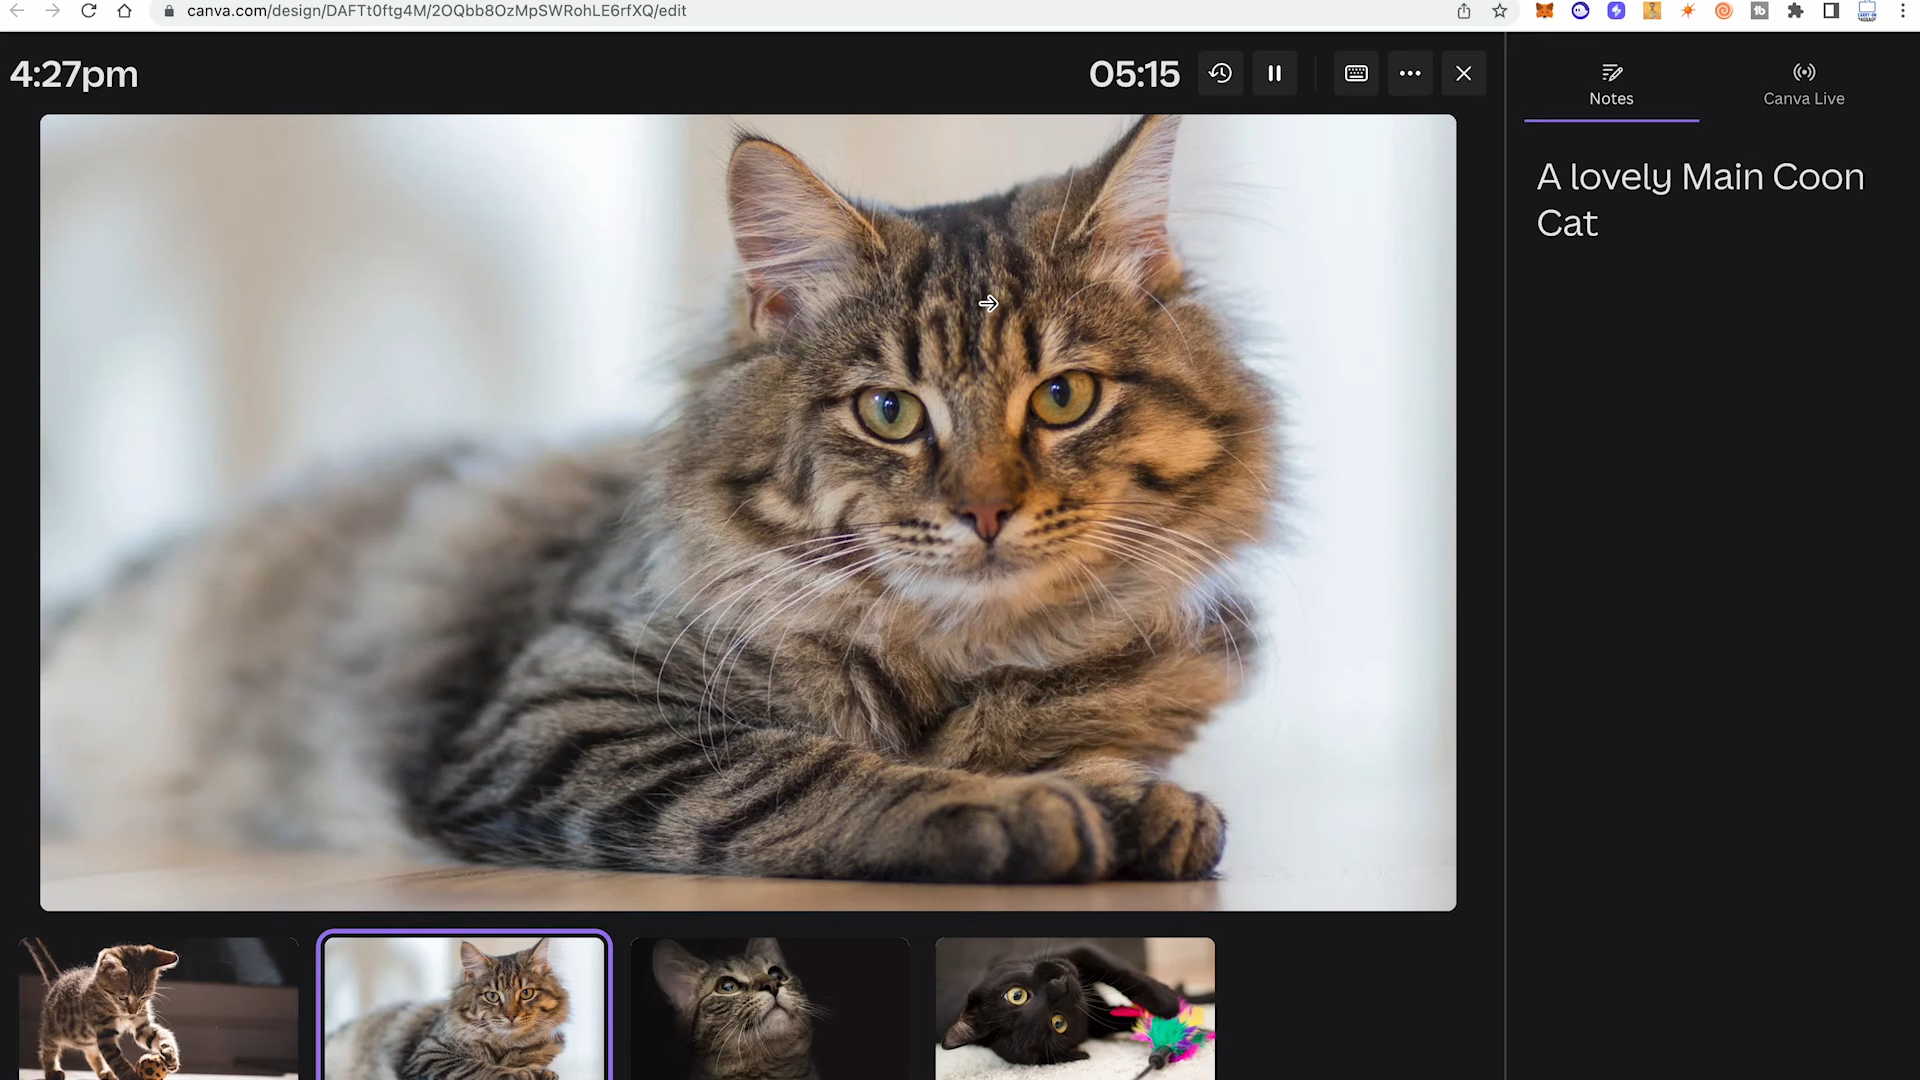 canva.com/design/DAFTt0ftg4M/2OQbb8OzMpSWRohLE6rfXQ/edit
4:27pm
05:15
Notes
Canva Live
A lovely Main Coon
Cat